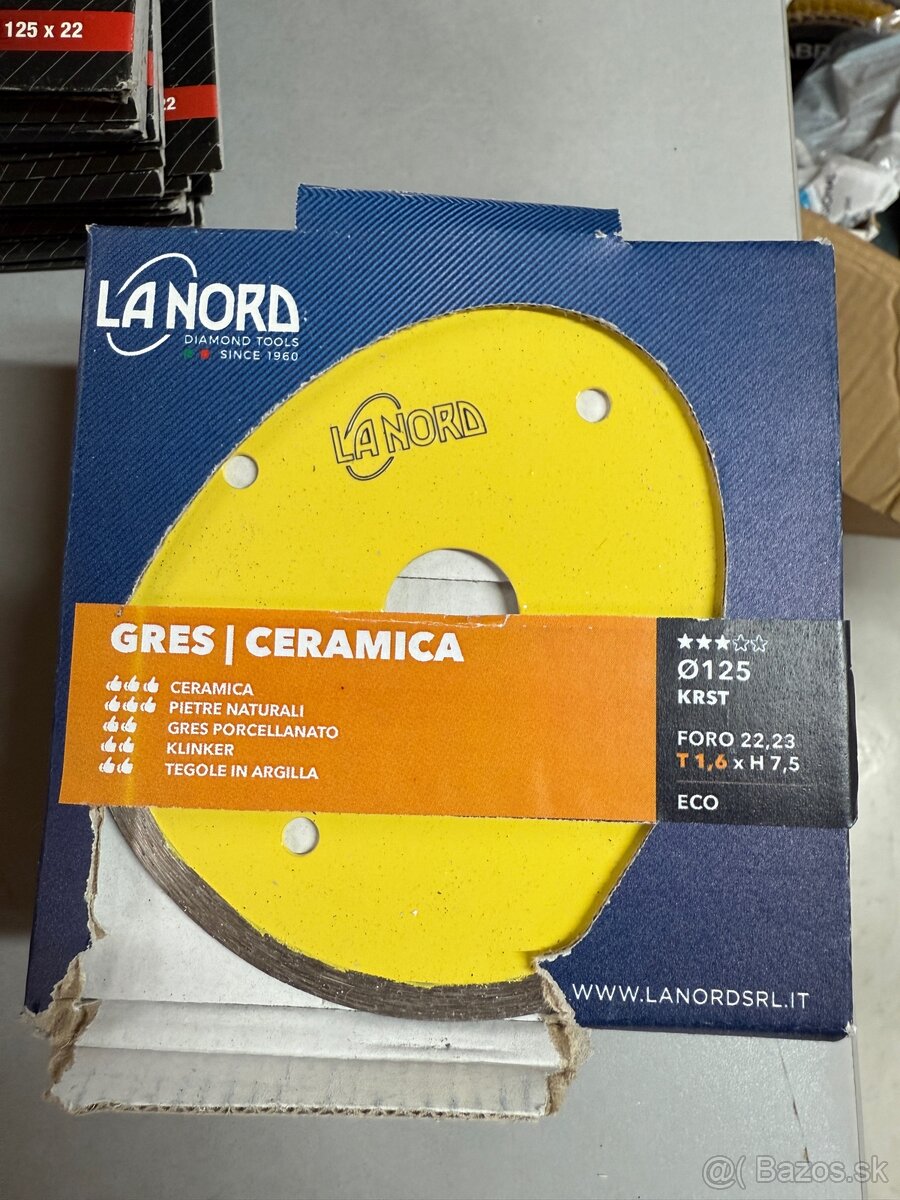 125 x 22
22
LA NORD
DIAMOND TOOLS
SINCE 1960
LA NORD
GRES | CERAMICA
CERAMICA
PIETRE NATURALI
GRES PORCELLANATO
KLINKER
TEGOLE IN ARGILLA
Ø125
KRST
FORO 22,23
T 1,6 x H 7,5
ECO
WWW.LANORDSRL.IT
@( Bazos.sk